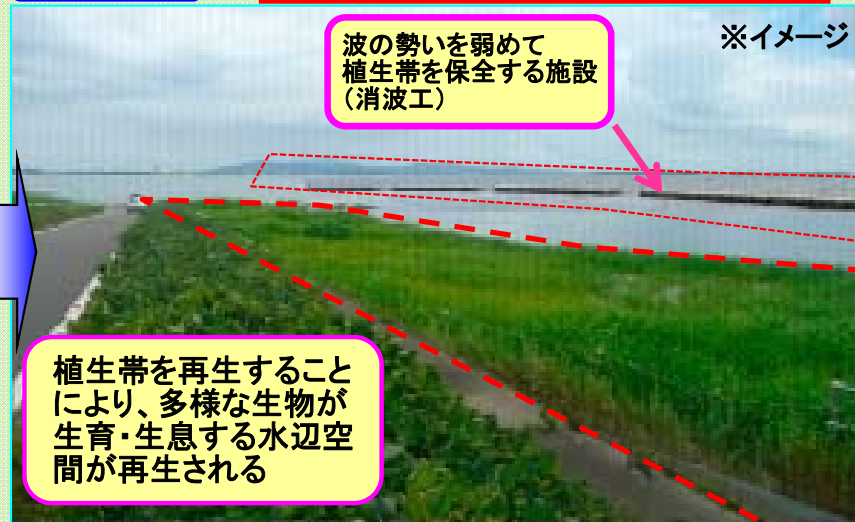 ※イメージ
波の勢いを弱めて
植生帯を保全する施設
(消波工)
植生帯を再生すること
により、多様な生物が
生育・生息する水辺空
間が再生される